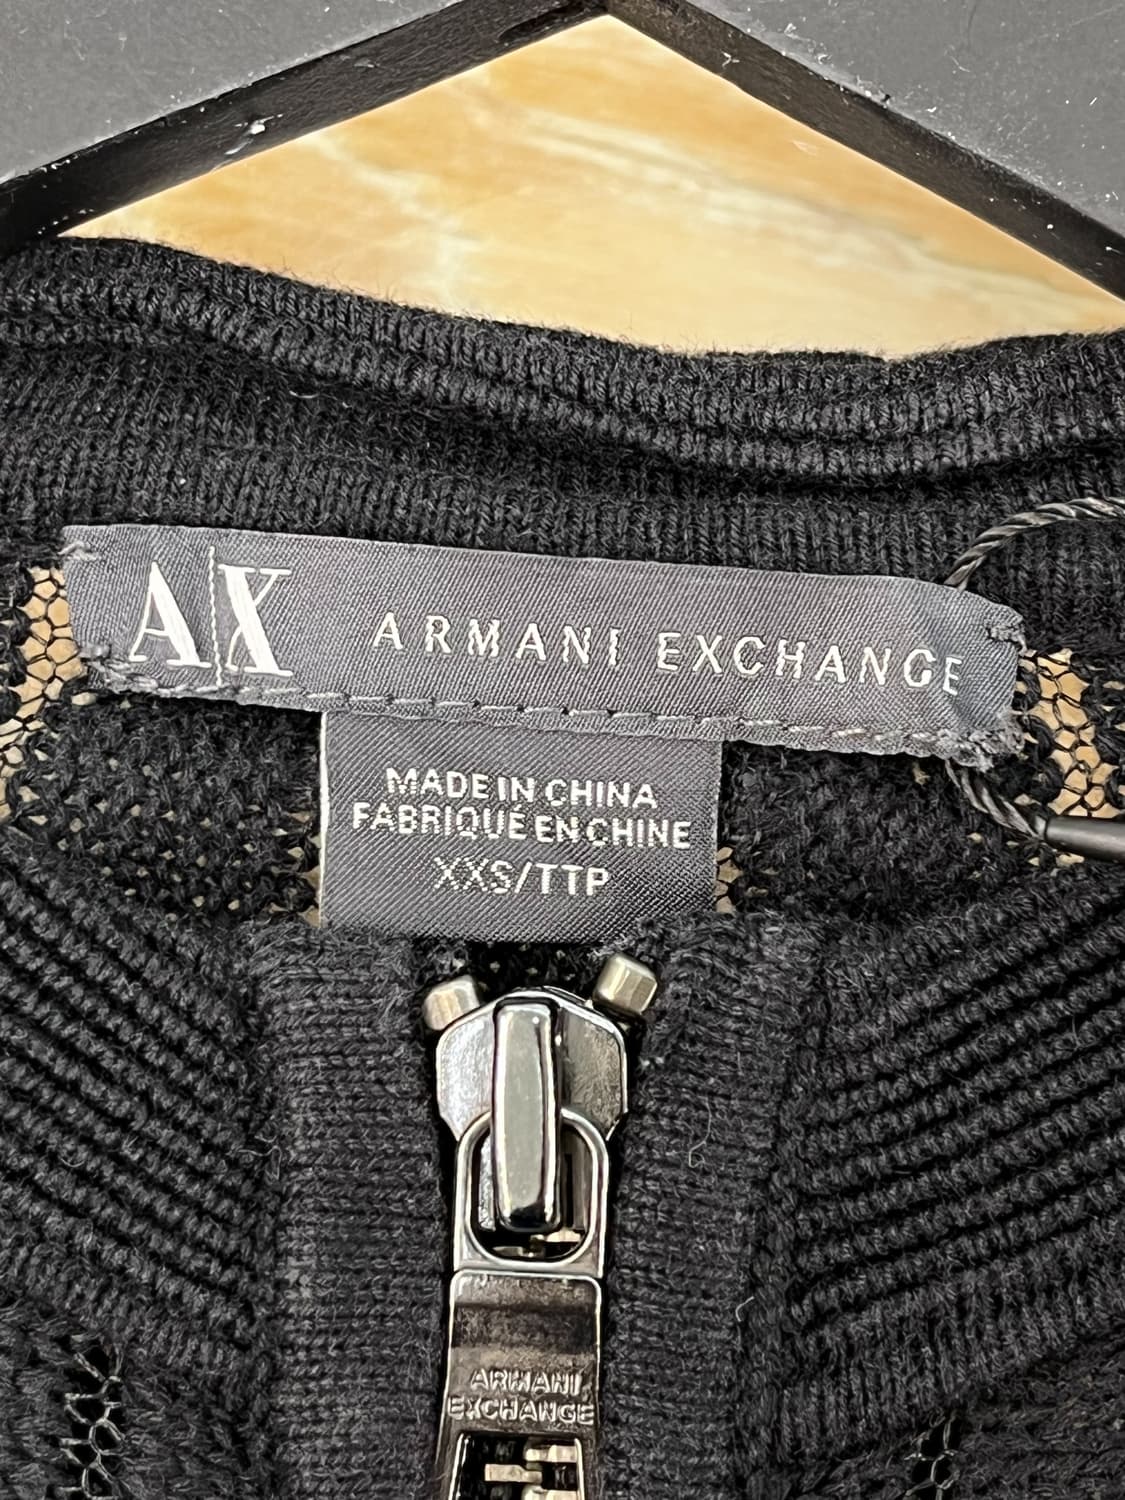 A|X ARMANI EXCHANGE
MADE IN CHINA
FABRIQUÉ EN CHINE
XXS/TTP
ARMANI
EXCHANGE